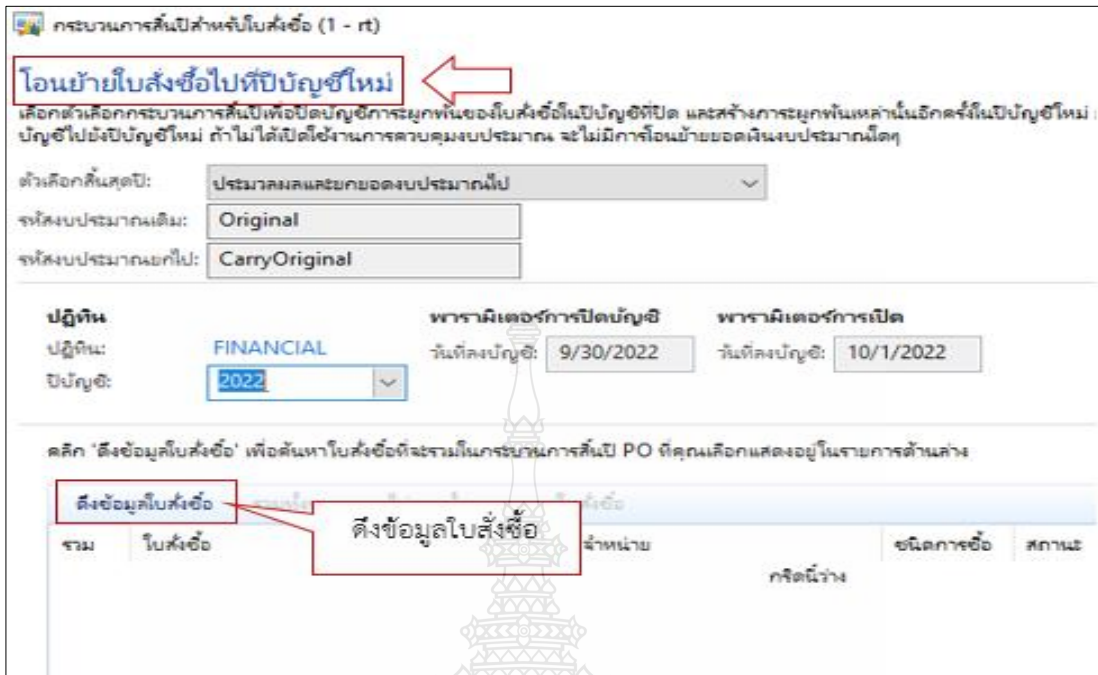 กระบวนการสิ้นปีสำหรับใบสั่งซื้อ (1 - rt)
โอนย้ายใบสั่งซื้อไปที่ปีบัญชีใหม่
เลือกตัวเลือกกระบวนการสิ้นปีเพื่อปิดบัญชีภาระผูกพันของใบสั่งซื้อในปีบัญชีที่ปิด และสร้างภาระผูกพันเหล่านั้นอีกครั้งในปีบัญชีใหม่
บัญชีไปยังปีบัญชีใหม่ ถ้าไม่ได้เปิดใช้งานการควบคุมงบประมาณ จะไม่มีการโอนย้ายยอดเงินงบประมาณใดๆ
ตัวเลือกสิ้นสุดปี: ประมวลผลและยกยอดงบประมาณไป
รหัสงบประมาณเดิม: Original
รหัสงบประมาณยกไป: CarryOriginal
ปฏิทิน พารามิเตอร์การปิดบัญชี พารามิเตอร์การเปิด
ปฏิทิน: FINANCIAL วันที่ลงบัญชี: 9/30/2022 วันที่ลงบัญชี: 10/1/2022
ปีบัญชี: 2022
คลิก 'ดึงข้อมูลใบสั่งซื้อ' เพื่อค้นหาใบสั่งซื้อที่จะรวมในกระบวนการสิ้นปี PO ที่คุณเลือกแสดงอยู่ในรายการด้านล่าง
ดึงข้อมูลใบสั่งซื้อ
ดึงข้อมูลใบสั่งซื้อ
รวม ใบสั่งซื้อ จำหน่าย ชนิดการซื้อ สถานะ
กริดนี้ว่าง